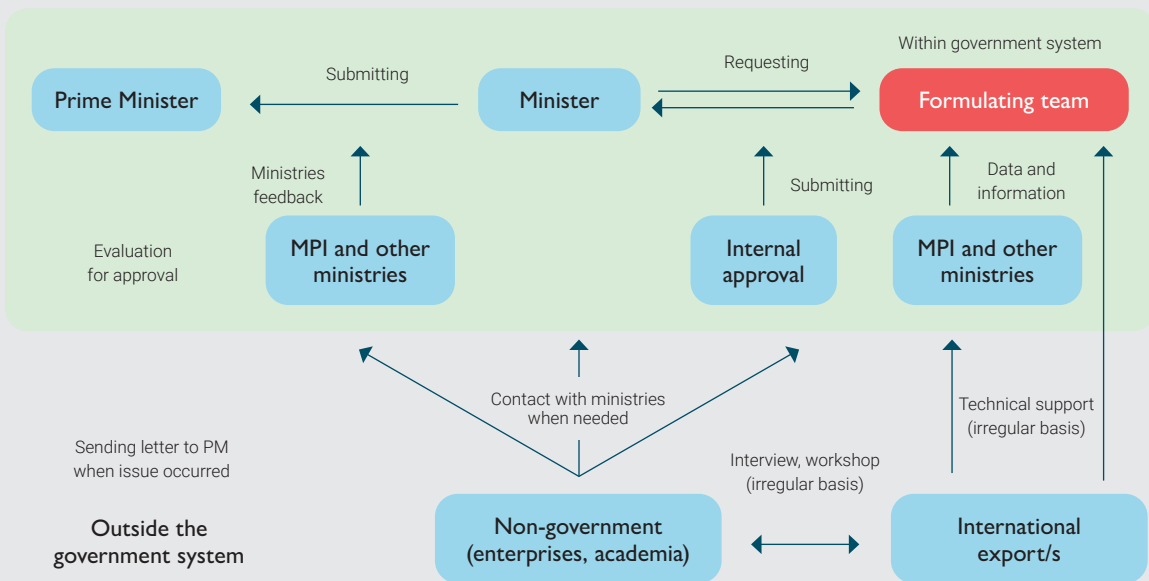 Within government system
Submitting
Requesting
Prime Minister
Minister
Formulating team
Ministries
feedback
Submitting
Data and
information
Evaluation
for approval
MPI and other
ministries
Internal
approval
MPI and other
ministries
Contact with ministries
when needed
Technical support
(irregular basis)
Sending letter to PM
when issue occurred
Interview, workshop
(irregular basis)
Outside the
government system
Non-government
(enterprises, academia)
International
export/s